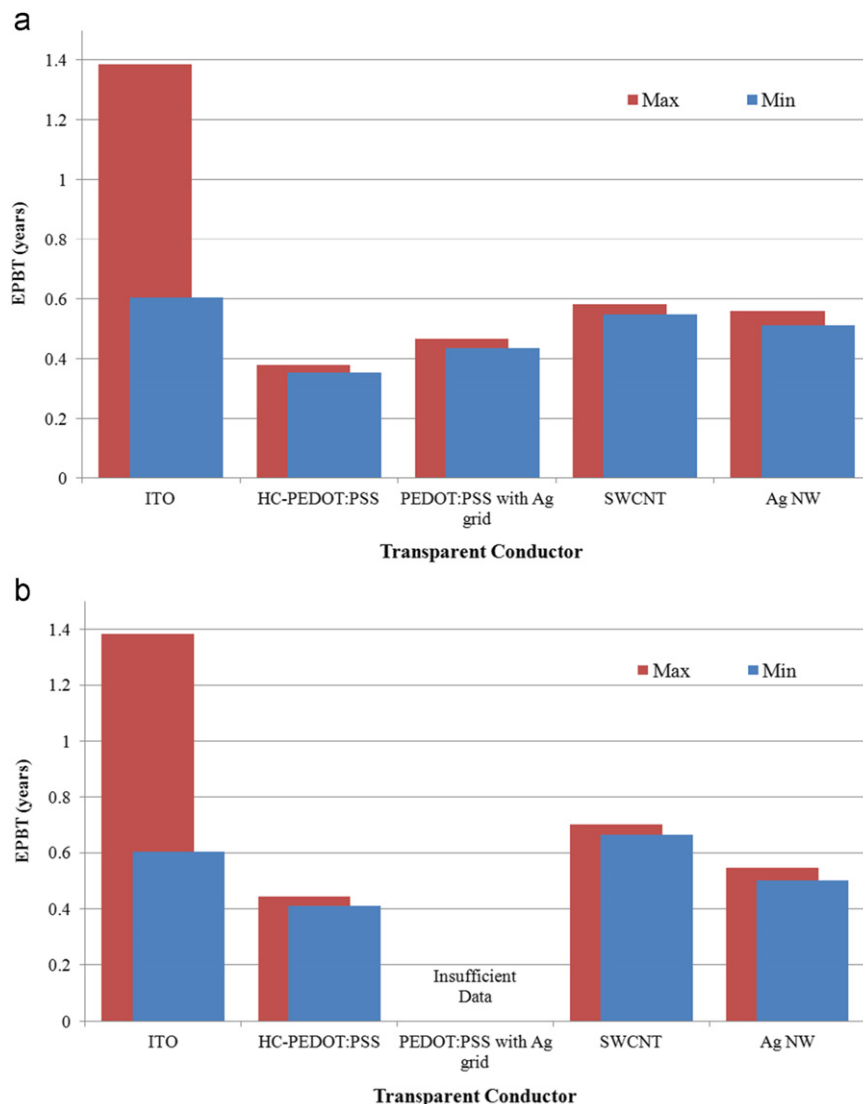 a
1.4
1.2
1
0.8
0.6
0.4
0.2
0
EPBT (years)
Max Min
ITO HC-PEDOT:PSS PEDOT:PSS with Ag SWCNT Ag NW
grid
Transparent Conductor
b
1.4
1.2
1
0.8
0.6
0.4
0.2
0
EPBT (years)
Max Min
Insufficient
Data
ITO HC-PEDOT:PSS PEDOT:PSS with Ag SWCNT Ag NW
grid
Transparent Conductor